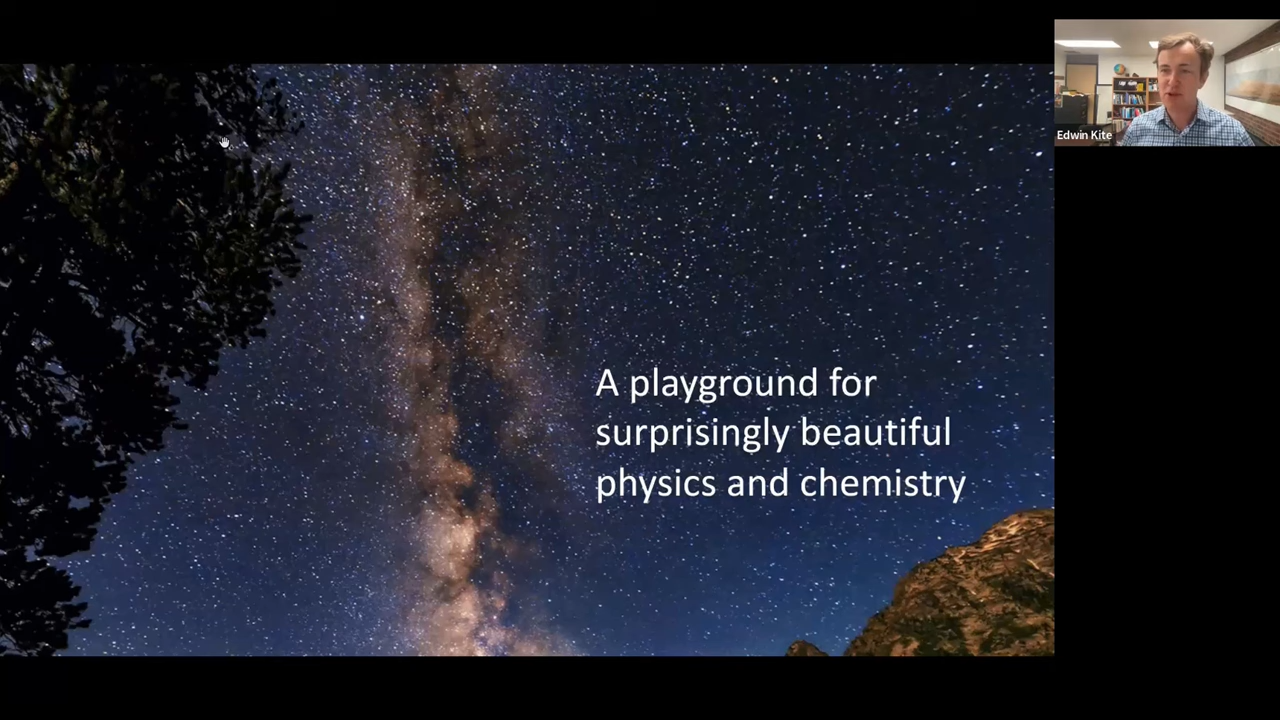 Edwin Kite
A playground for
surprisingly beautiful
physics and chemistry